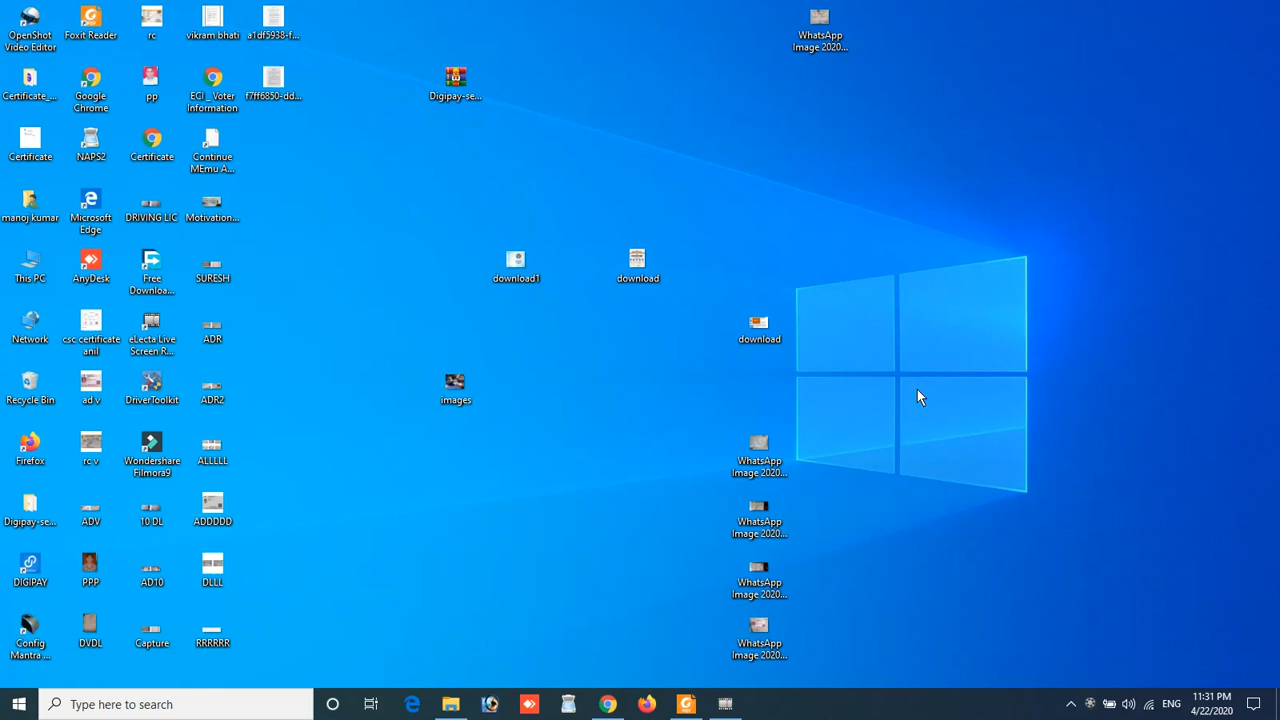 OpenShot
Video Editor
Foxit Reader
rc
vikram bhati
a1df5938-f...
WhatsApp
Image 2020...
Certificate_...
Google
Chrome
pp
ECI _ Voter
Information
f7ff6850-dd...
Digipay-se...
Certificate
NAPS2
Certificate
Continue
MEmu A...
manoj kumar
Microsoft
Edge
DRIVING LIC
Motivation...
This PC
AnyDesk
Free
Downloa...
SURESH
download1
download
Network
csc certificate
anil
eLecta Live
Screen R...
ADR
download
Recycle Bin
ad v
DriverToolkit
ADR2
images
Firefox
rc v
Wondershare
Filmora9
ALLLLL
WhatsApp
Image 2020...
Digipay-se...
ADV
10 DL
ADDDDD
WhatsApp
Image 2020...
DIGIPAY
PPP
AD10
DLLL
WhatsApp
Image 2020...
Config
Mantra ...
DVDL
Capture
RRRRRR
WhatsApp
Image 2020...
Type here to search
ENG
11:31 PM
4/22/2020